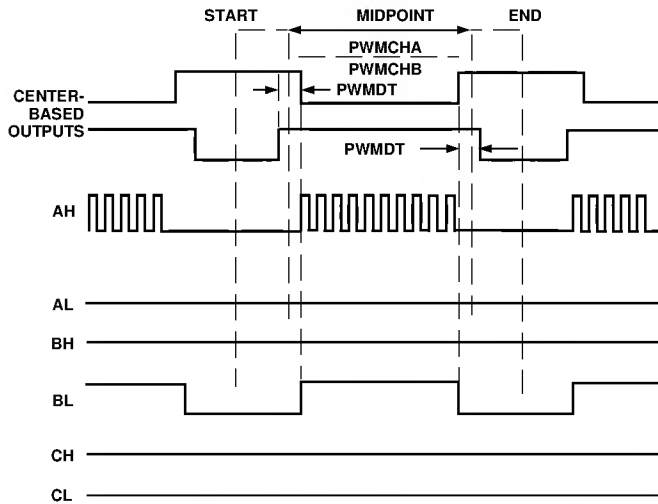 START MIDPOINT END
PWMCHA
PWMCHB
CENTER-
BASED
OUTPUTS
PWMDT
PWMDT
AH
AL
BH
BL
CH
CL